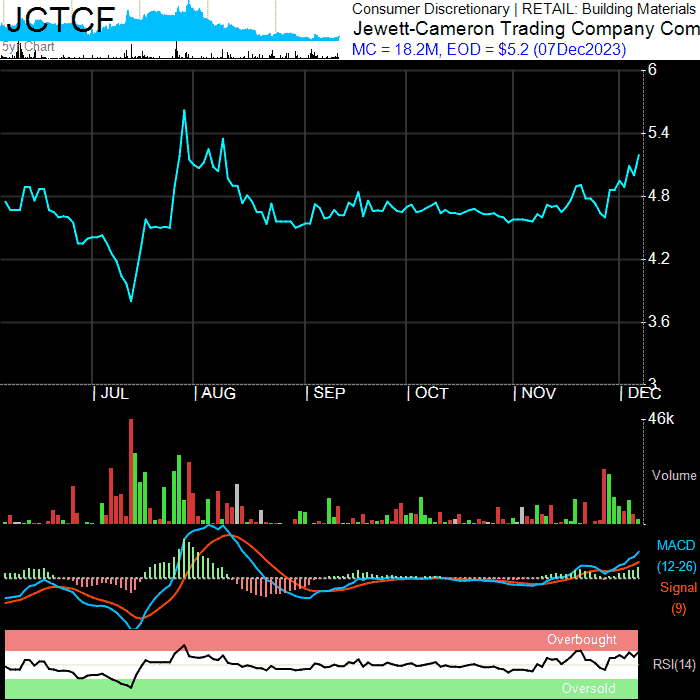 JCTCF
5y Chart
Consumer Discretionary | RETAIL: Building Materials
Jewett-Cameron Trading Company Com
MC = 18.2M, EOD = $5.2 (07Dec2023)
6
5.4
4.8
4.2
3.6
3
JUL
AUG
SEP
OCT
NOV
DEC
46k
Volume
MACD
(12-26)
Signal
(9)
Overbought
RSI(14)
Oversold